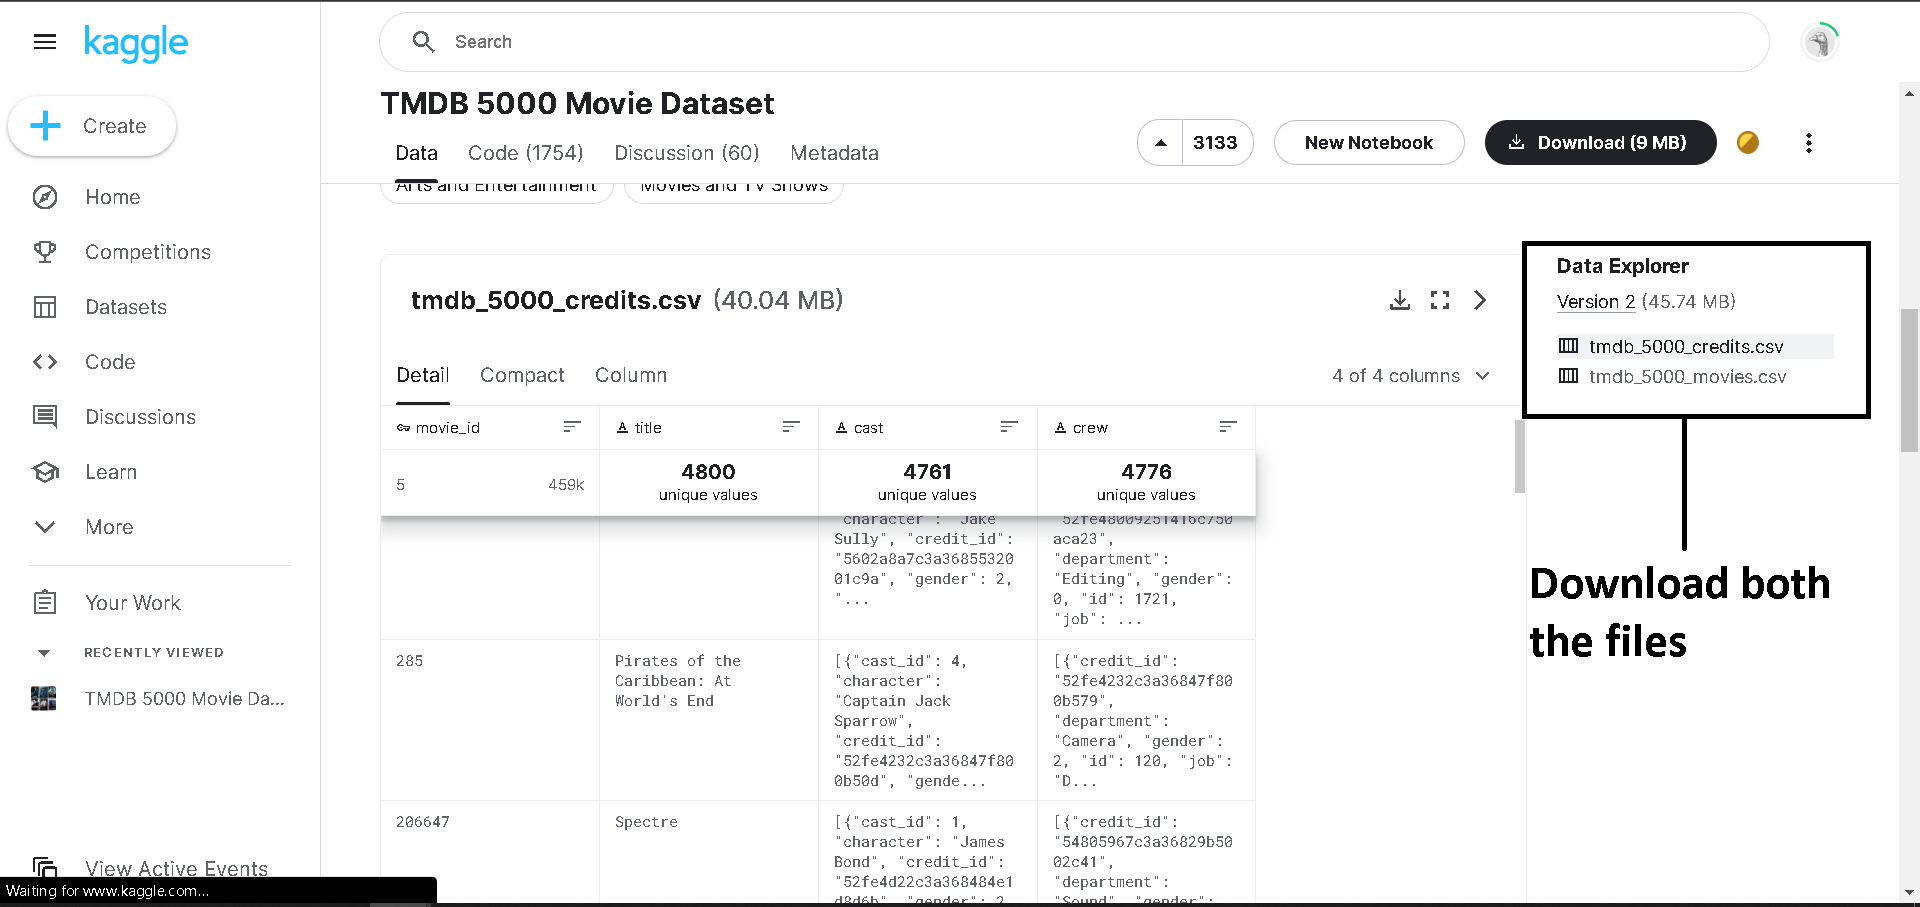 kaggle
Search
Create
Home
Competitions
Datasets
Code
Discussions
Learn
More
Your Work
RECENTLY VIEWED
TMDB 5000 Movie Da...
View Active Events
Waiting for www.kaggle.com...
TMDB 5000 Movie Dataset
Data Code (1754) Discussion (60) Metadata
3133
New Notebook
Download (9 MB)
Arts and Entertainment Movies and TV Shows
tmdb_5000_credits.csv (40.04 MB)
Detail Compact Column
4 of 4 columns
movie_id title cast crew
5 459k
4800
unique values
4761
unique values
4776
unique values
"character": "Jake
Sully", "credit_id":
"5602a8a7c3a36855320
01c9a", "gender": 2,
"...
"52fe48009251416c750
aca23",
"department":
"Editing", "gender":
0, "id": 1721,
"job": ...
285
Pirates of the
Caribbean: At
World's End
[{"cast_id": 4,
"character":
"Captain Jack
Sparrow",
"credit_id":
"52fe4232c3a36847f80
0b50d", "gende...
[{"credit_id":
"52fe4232c3a36847f80
0b579",
"department":
"Camera", "gender":
2, "id": 120, "job":
"D...
206647
Spectre
[{"cast_id": 1,
"character": "James
Bond", "credit_id":
"52fe4d22c3a368484e1
d8d6b", "gender": 2
[{"credit_id":
"54805967c3a36829b50
02c41",
"department":
"Sound", "gender":
Data Explorer
Version 2 (45.74 MB)
tmdb_5000_credits.csv
tmdb_5000_movies.csv
Download both
the files